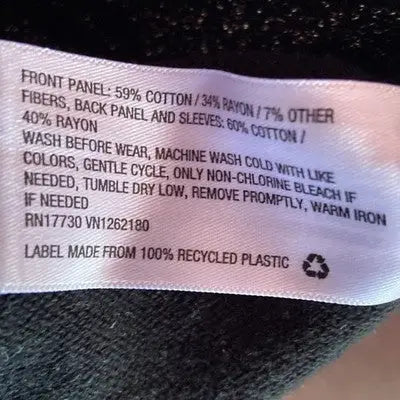 FRONT PANEL: 59% COTTON / 34% RAYON / 7% OTHER
FIBERS, BACK PANEL AND SLEEVES: 60% COTTON /
40% RAYON
WASH BEFORE WEAR, MACHINE WASH COLD WITH LIKE
COLORS, GENTLE CYCLE, ONLY NON-CHLORINE BLEACH IF
NEEDED, TUMBLE DRY LOW, REMOVE PROMPTLY, WARM IRON
IF NEEDED
RN17730 VN1262180
LABEL MADE FROM 100% RECYCLED PLASTIC